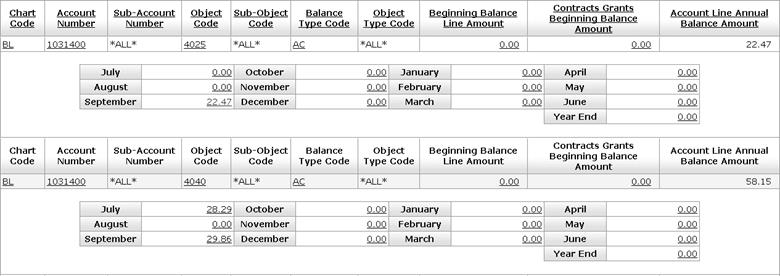 Chart Code Account Number Sub-Account Number Object Code Sub-Object Code Balance Type Code Object Type Code Beginning Balance Line Amount Contracts Grants Beginning Balance Amount Account Line Annual Balance Amount
BL 1031400 *ALL* 4025 *ALL* AC *ALL* 0.00 0.00 22.47
July 0.00 October 0.00 January 0.00 April 0.00
August 0.00 November 0.00 February 0.00 May 0.00
September 22.47 December 0.00 March 0.00 June 0.00
Year End 0.00
Chart Code Account Number Sub-Account Number Object Code Sub-Object Code Balance Type Code Object Type Code Beginning Balance Line Amount Contracts Grants Beginning Balance Amount Account Line Annual Balance Amount
BL 1031400 *ALL* 4040 *ALL* AC *ALL* 0.00 0.00 58.15
July 28.29 October 0.00 January 0.00 April 0.00
August 0.00 November 0.00 February 0.00 May 0.00
September 29.86 December 0.00 March 0.00 June 0.00
Year End 0.00